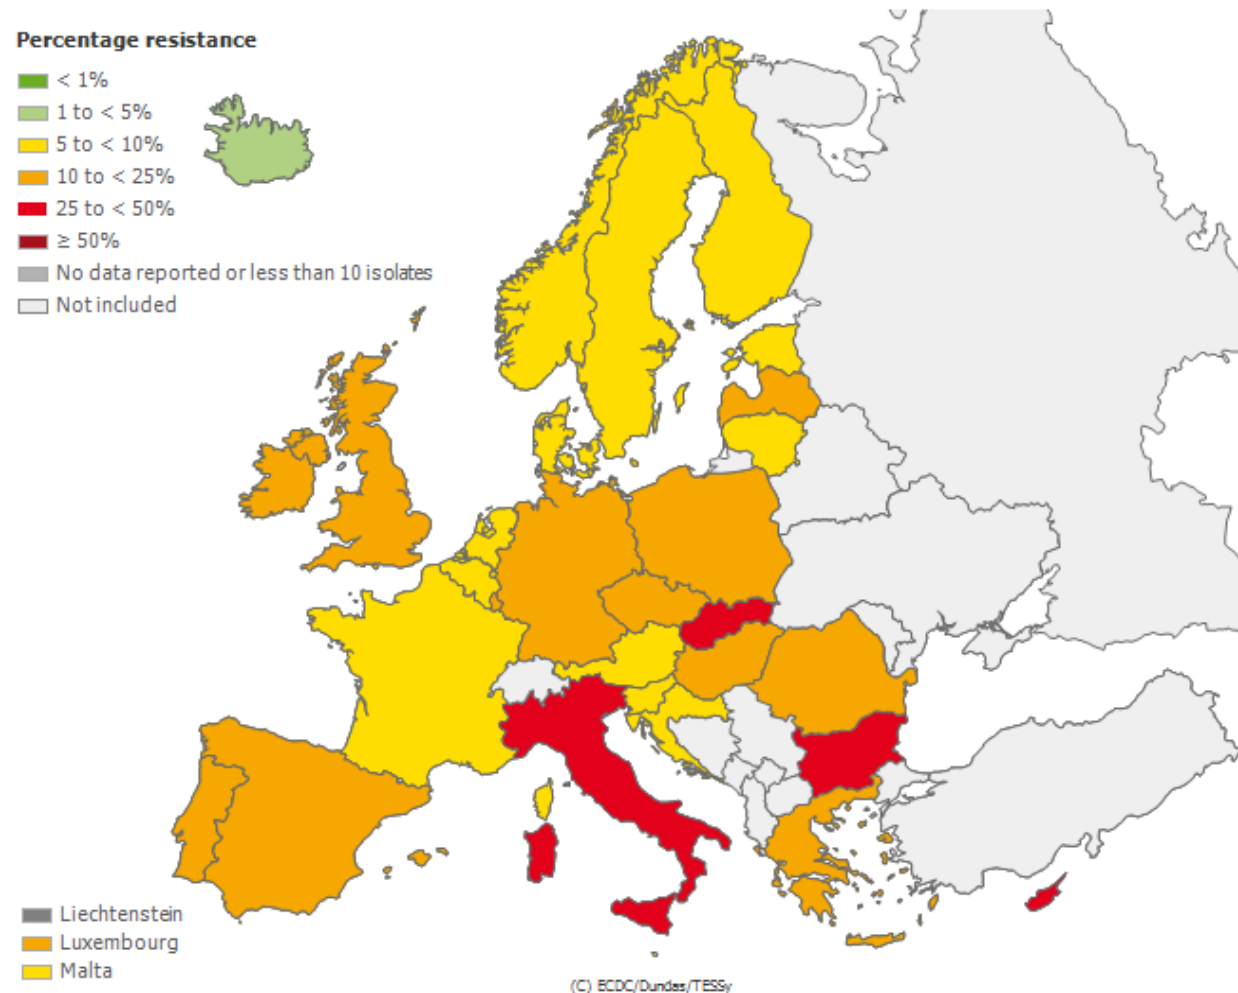 Percentage resistance
< 1%
1 to < 5%
5 to < 10%
10 to < 25%
25 to < 50%
≥ 50%
No data reported or less than 10 isolates
Not included
Liechtenstein
Luxembourg
Malta
(C) ECDC/Dundas/TESSy